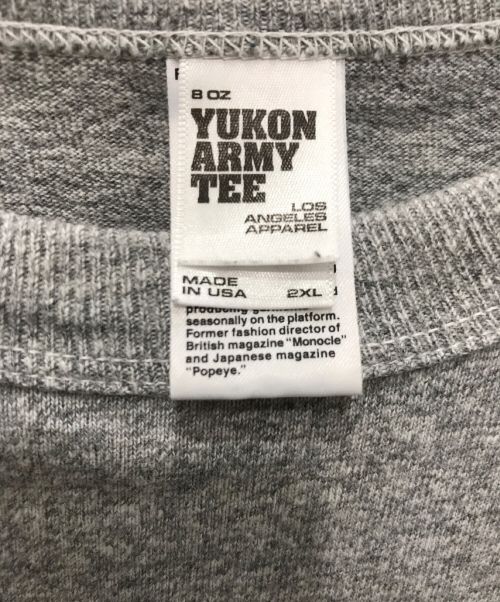 8 OZ
YUKON
ARMY
TEE
LOS
ANGELES
APPAREL
MADE
IN USA 2XL
seasonally on the platform.
Former fashion director of
British magazine "Monocle"
and Japanese magazine
"Popeye."